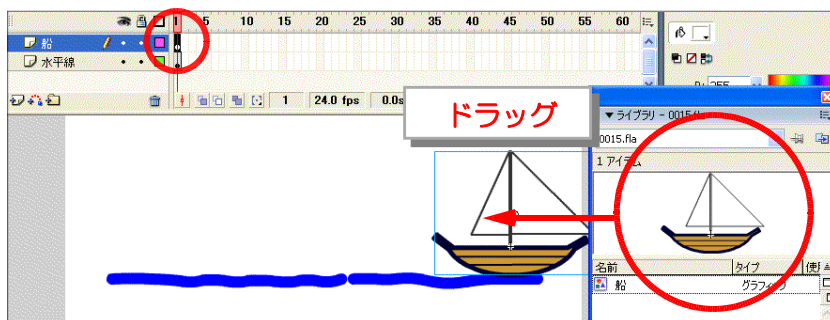 1 5 10 15 20 25 30 35 40 45 50 55 60
船
水平線
1 24.0 fps 0.0s
ドラッグ
▼ ライブラリ - 0015.fla
0015.fla
1 アイテム
名前 タイプ
船 グラフィック